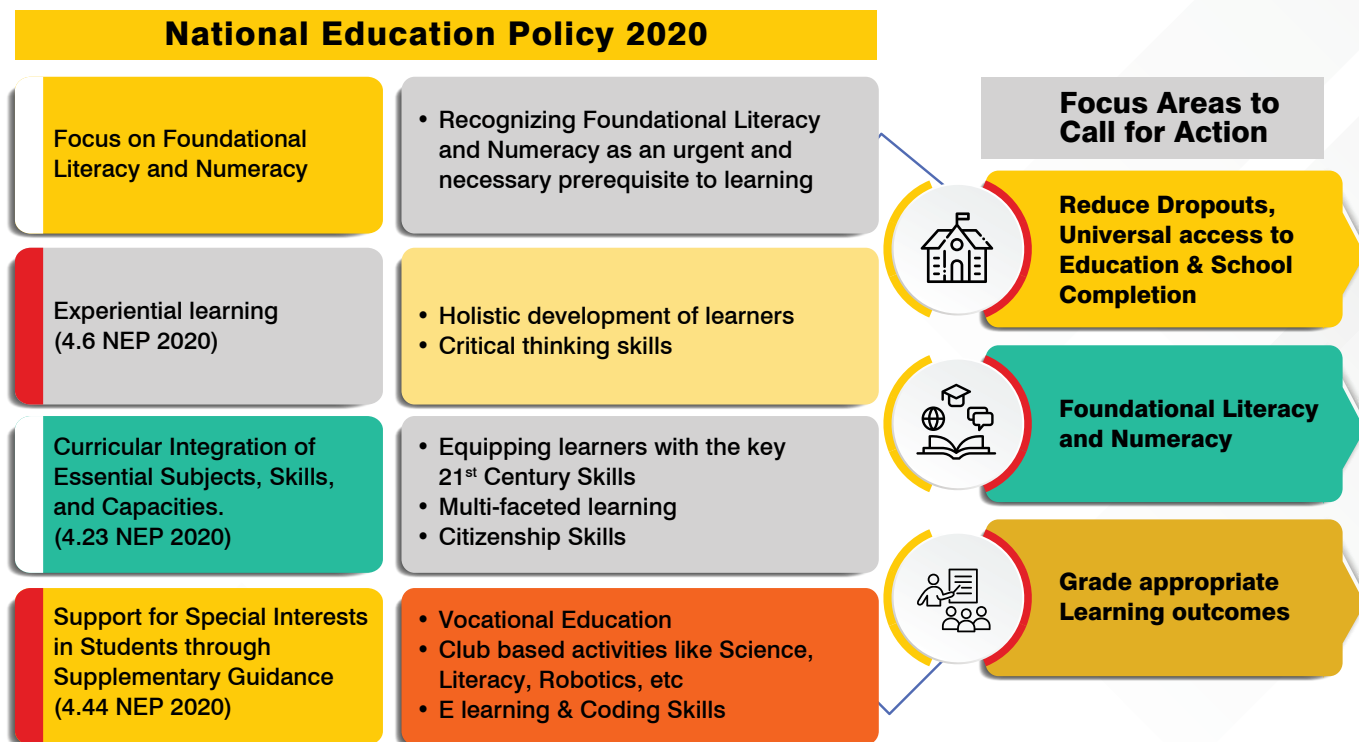 National Education Policy 2020
Focus on Foundational
Literacy and Numeracy
• Recognizing Foundational Literacy
and Numeracy as an urgent and
necessary prerequisite to learning
Experiential learning
(4.6 NEP 2020)
• Holistic development of learners
• Critical thinking skills
Curricular Integration of
Essential Subjects, Skills,
and Capacities.
(4.23 NEP 2020)
• Equipping learners with the key
21st Century Skills
• Multi-faceted learning
• Citizenship Skills
Support for Special Interests
in Students through
Supplementary Guidance
(4.44 NEP 2020)
• Vocational Education
• Club based activities like Science,
Literacy, Robotics, etc
• E learning & Coding Skills
Focus Areas to
Call for Action
Reduce Dropouts,
Universal access to
Education & School
Completion
Foundational Literacy
and Numeracy
Grade appropriate
Learning outcomes